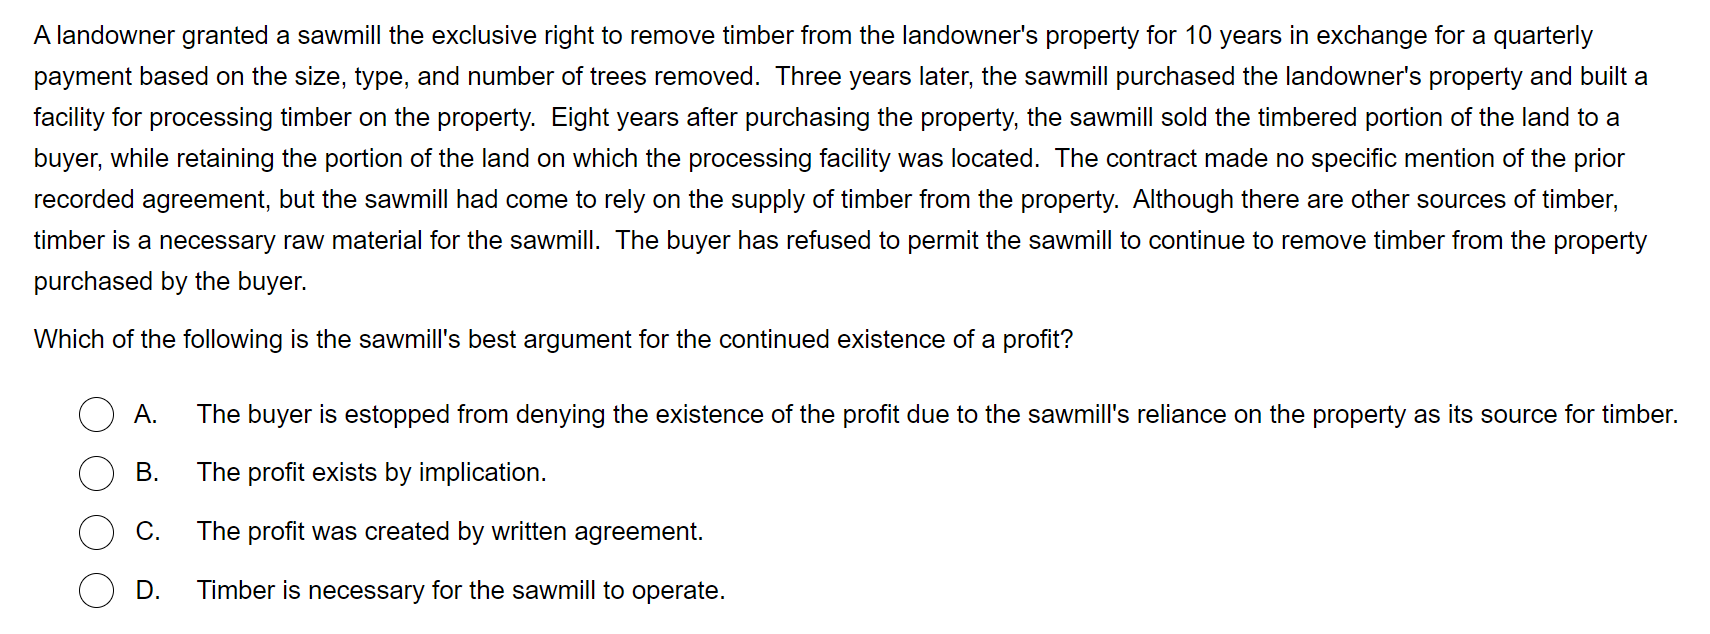 A landowner granted a sawmill the exclusive right to remove timber from the landowner's property for 10 years in exchange for a quarterly
payment based on the size, type, and number of trees removed.  Three years later, the sawmill purchased the landowner's property and built a
facility for processing timber on the property.  Eight years after purchasing the property, the sawmill sold the timbered portion of the land to a
buyer, while retaining the portion of the land on which the processing facility was located.  The contract made no specific mention of the prior
recorded agreement, but the sawmill had come to rely on the supply of timber from the property.  Although there are other sources of timber,
timber is a necessary raw material for the sawmill.  The buyer has refused to permit the sawmill to continue to remove timber from the property
purchased by the buyer.
Which of the following is the sawmill's best argument for the continued existence of a profit?
A. The buyer is estopped from denying the existence of the profit due to the sawmill's reliance on the property as its source for timber.
B. The profit exists by implication.
C. The profit was created by written agreement.
D. Timber is necessary for the sawmill to operate.